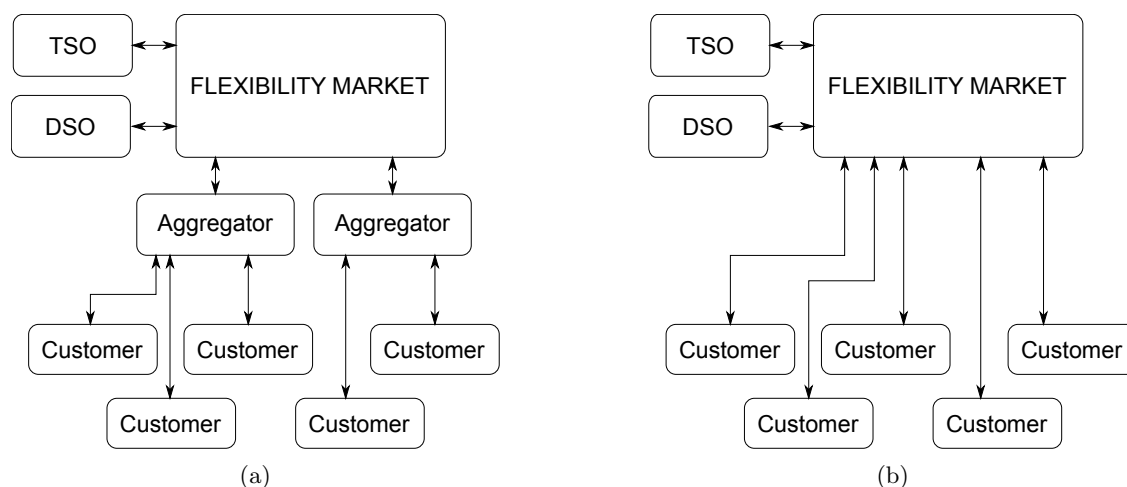 TSO
DSO
FLEXIBILITY MARKET
Aggregator
Aggregator
Customer
Customer
Customer
Customer
Customer
(a)
TSO
DSO
FLEXIBILITY MARKET
Customer
Customer
Customer
Customer
Customer
(b)